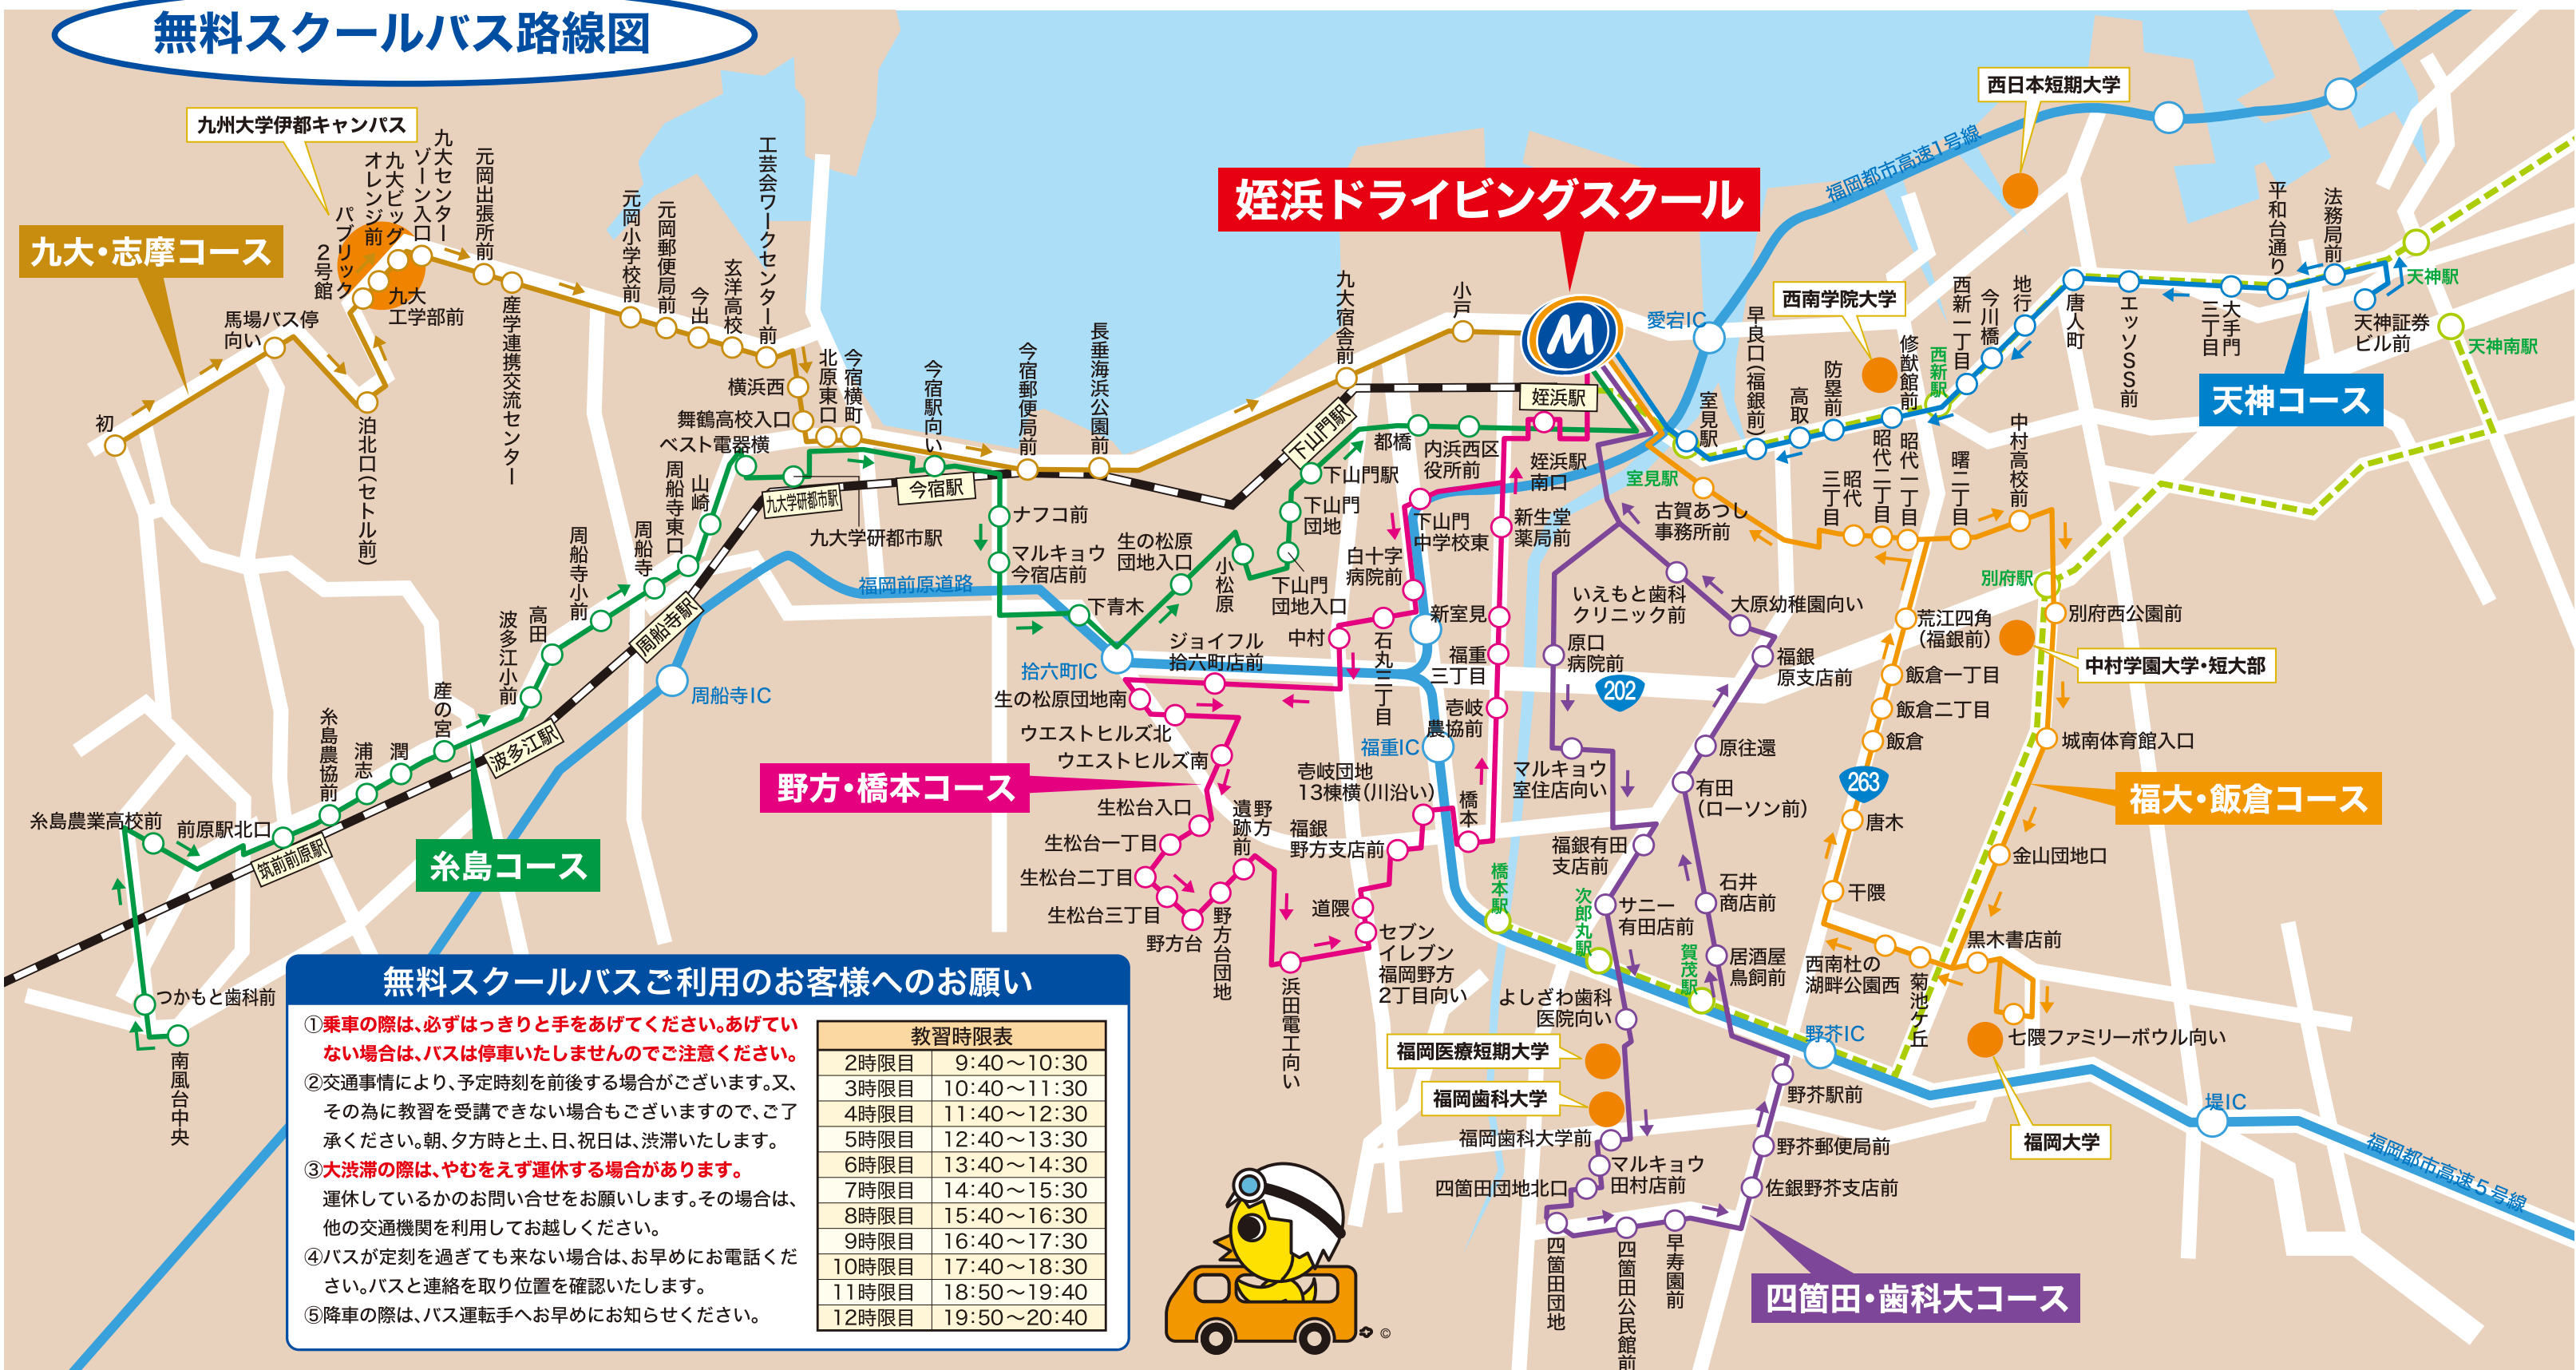 無料スクールバス路線図
九州大学伊都キャンパス
九大・志摩コース
初
馬場バス停
向い
泊北口(セトル前)
九大
工学部前
パブリック
2号館
九大ビッグ
オレンジ前
九大センター
ゾーン入口
元岡出張所前
産学連携交流センター
元岡小学校前
元岡郵便局前
今出
玄洋高校
工芸会ワークセンター前
横浜西
舞鶴高校入口
北原東口
今宿横町
今宿駅向い
今宿郵便局前
長垂海浜公園前
九大宿舎前
小戸
姪浜ドライビングスクール
M
姪浜駅
下山門駅
今宿駅
九大学研都市駅
周船寺駅
波多江駅
筑前前原駅
糸島コース
南風台中央
つかもと歯科前
糸島農業高校前
前原駅北口
糸島農協前
浦志
潤
産の宮
波多江小前
高田
周船寺小前
周船寺
周船寺東口
山崎
ベスト電器横
九大学研都市駅
ナフコ前
マルキョウ
今宿店前
下青木
生の松原
団地入口
小松原
下山門
団地入口
下山門
団地
下山門駅
都橋
内浜西区
役所前
福岡前原道路
周船寺IC
拾六町IC
福重IC
愛宕IC
野芥IC
堤IC
福岡都市高速1号線
福岡都市高速5号線
野方・橋本コース
姪浜駅
南口
下山門
中学校東
白十字
病院前
石丸二丁目
中村
ジョイフル
拾六町店前
生の松原団地南
ウエストヒルズ北
ウエストヒルズ南
生松台入口
生松台一丁目
生松台二丁目
生松台三丁目
野方台
野方台団地
野方
遺跡前
浜田電工向い
セブン
イレブン
福岡野方
2丁目向い
道隈
福銀
野方支店前
壱岐団地
13棟横(川沿い)
橋本
壱岐
農協前
福重
三丁目
新室見
新生堂
薬局前
四箇田・歯科大コース
いえもと歯科
クリニック前
原口
病院前
202
マルキョウ
室住店向い
福銀有田
支店前
サニー
有田店前
よしざわ歯科
医院向い
福岡医療短期大学
福岡歯科大学
福岡歯科大学前
マルキョウ
田村店前
四箇田団地北口
四箇田団地
四箇田公民館前
早寿園前
佐銀野芥支店前
野芥郵便局前
野芥駅前
居酒屋
鳥飼前
石井
商店前
有田
(ローソン前)
原往還
福銀
原支店前
大原幼稚園向い
橋本駅
次郎丸駅
賀茂駅
天神コース
西日本短期大学
西南学院大学
室見駅
早良口(福銀前)
高取
防塁前
修猷館前
西新駅
西新一丁目
今川橋
地行
唐人町
エッソSS前
大手門
三丁目
平和台通り
法務局前
天神証券
ビル前
天神駅
天神南駅
福大・飯倉コース
室見駅
古賀あつし
事務所前
昭代
三丁目
昭代二丁目
昭代一丁目
曙二丁目
中村高校前
別府駅
別府西公園前
中村学園大学・短大部
城南体育館入口
金山団地口
黒木書店前
七隈ファミリーボウル向い
福岡大学
菊池ケ丘
西南杜の
湖畔公園西
干隈
唐木
263
飯倉
飯倉二丁目
飯倉一丁目
荒江四角
(福銀前)
無料スクールバスご利用のお客様へのお願い
①乗車の際は、必ずはっきりと手をあげてください。あげてい
ない場合は、バスは停車いたしませんのでご注意ください。
②交通事情により、予定時刻を前後する場合がございます。又、
その為に教習を受講できない場合もございますので、ご了
承ください。朝、夕方時と土、日、祝日は、渋滞いたします。
③大渋滞の際は、やむをえず運休する場合があります。
運休しているかのお問い合せをお願いします。その場合は、
他の交通機関を利用してお越しください。
④バスが定刻を過ぎても来ない場合は、お早めにお電話くだ
さい。バスと連絡を取り位置を確認いたします。
⑤降車の際は、バス運転手へお早めにお知らせください。
教習時限表
2時限目 9:40〜10:30
3時限目 10:40〜11:30
4時限目 11:40〜12:30
5時限目 12:40〜13:30
6時限目 13:40〜14:30
7時限目 14:40〜15:30
8時限目 15:40〜16:30
9時限目 16:40〜17:30
10時限目 17:40〜18:30
11時限目 18:50〜19:40
12時限目 19:50〜20:40
©